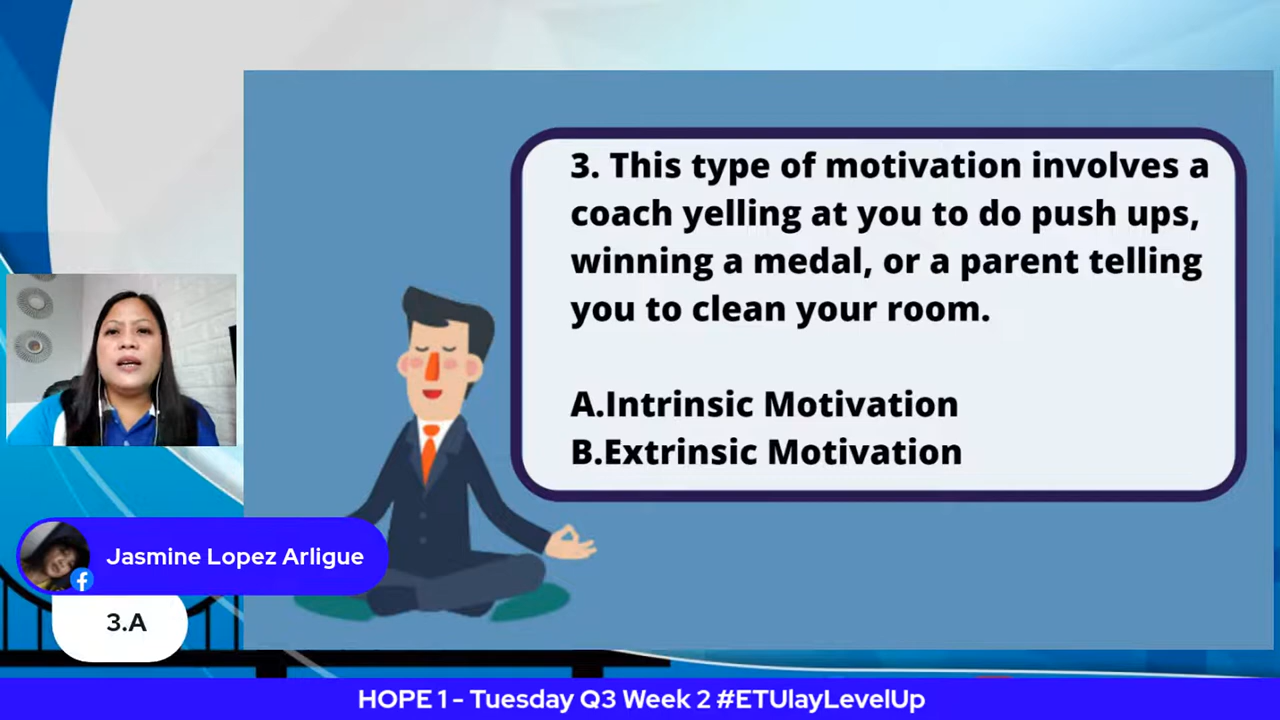 3. This type of motivation involves a
coach yelling at you to do push ups,
winning a medal, or a parent telling
you to clean your room.
A.Intrinsic Motivation
B.Extrinsic Motivation
Jasmine Lopez Arligue
3.A
HOPE 1 - Tuesday Q3 Week 2 #ETUlayLevelUp